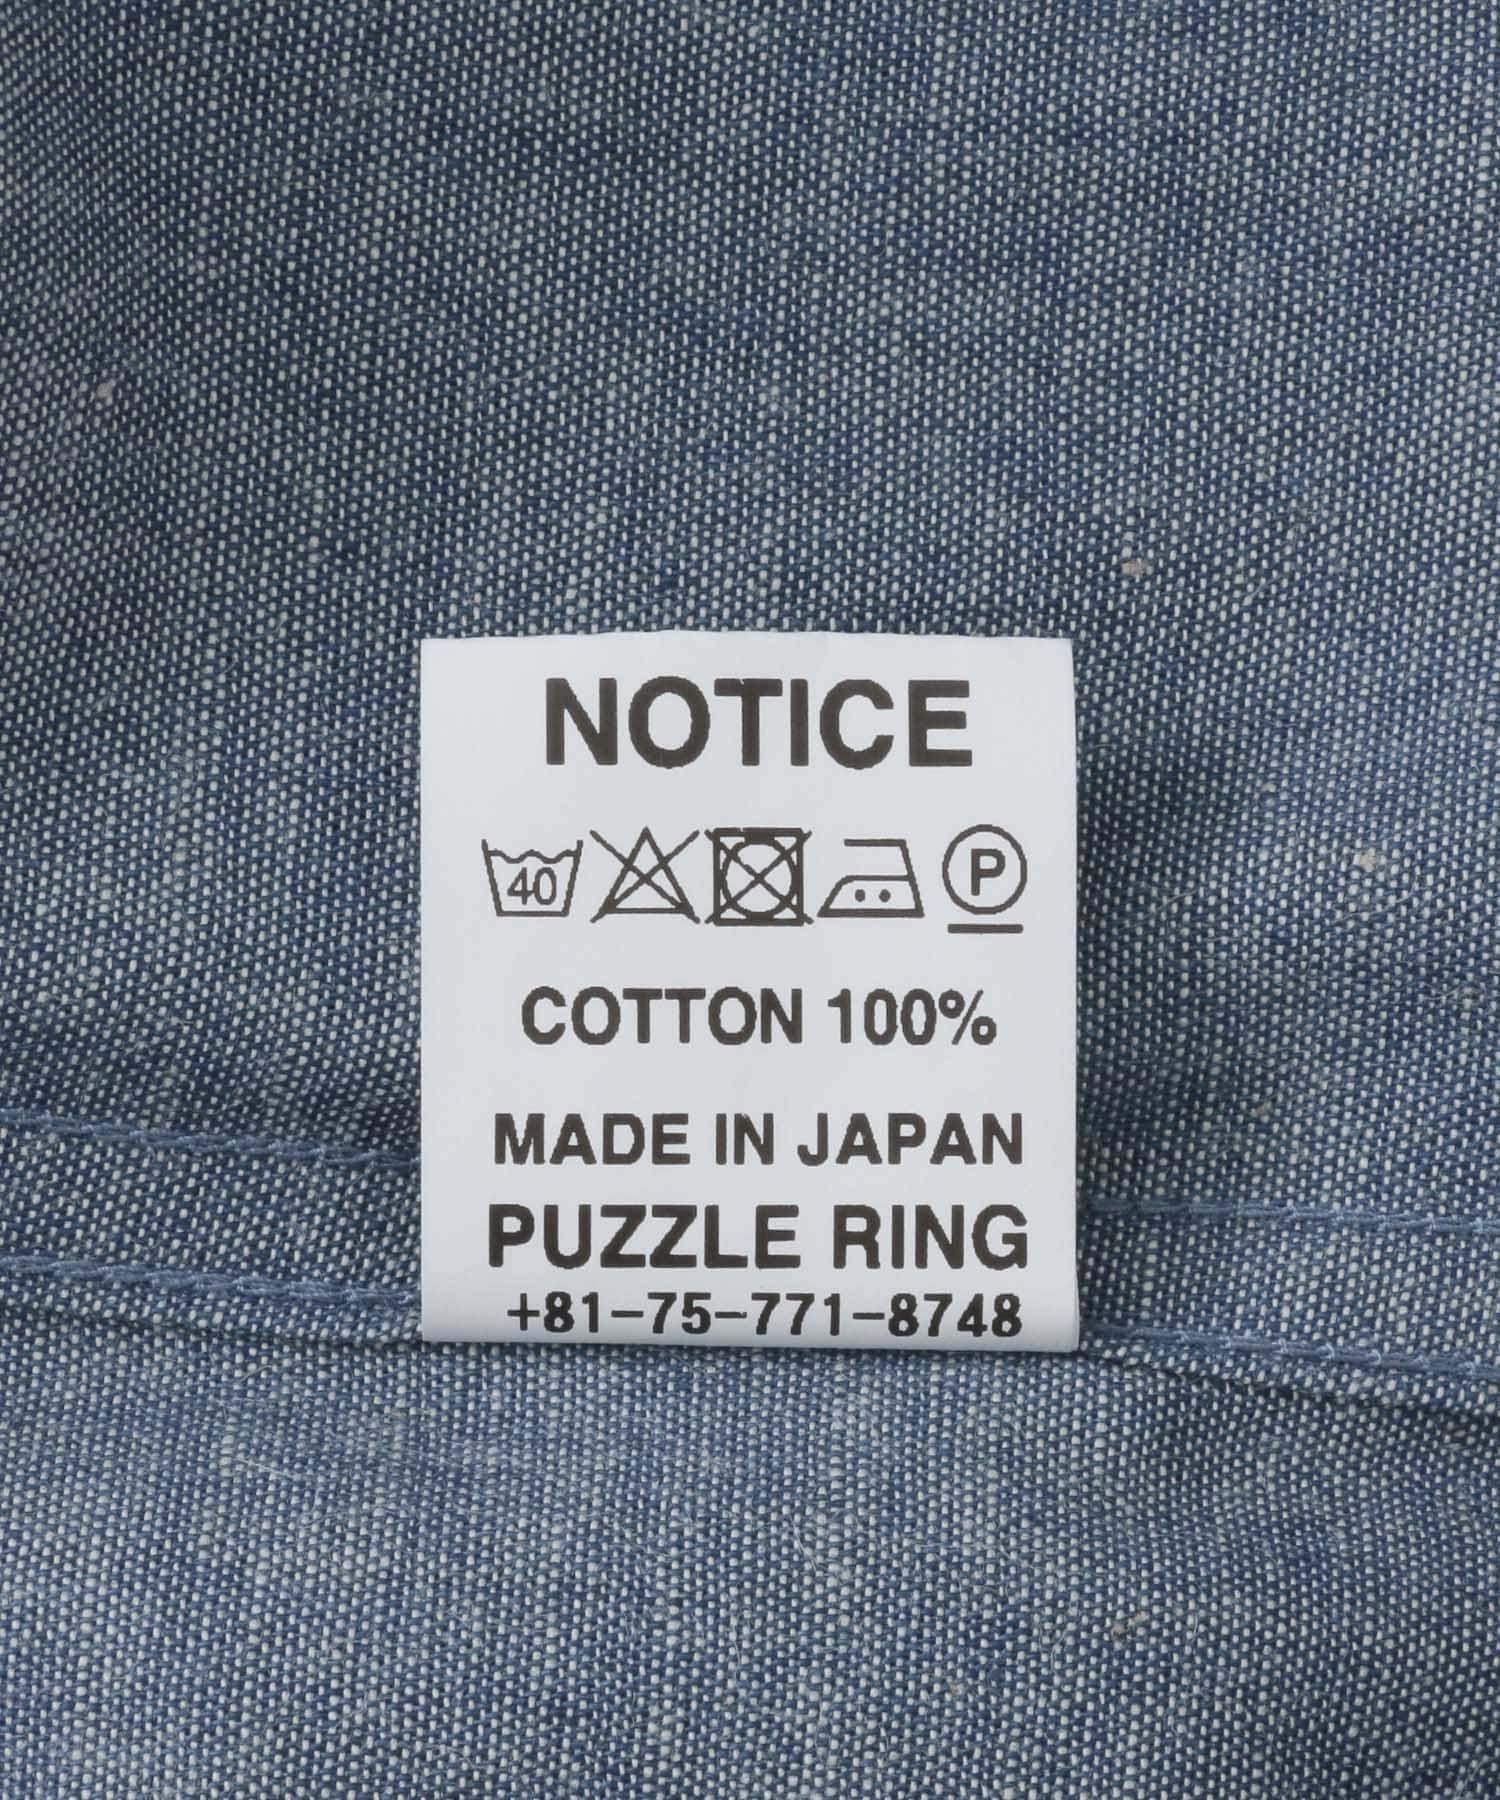 NOTICE
40 P
COTTON 100%
MADE IN JAPAN
PUZZLE RING
+81-75-771-8748